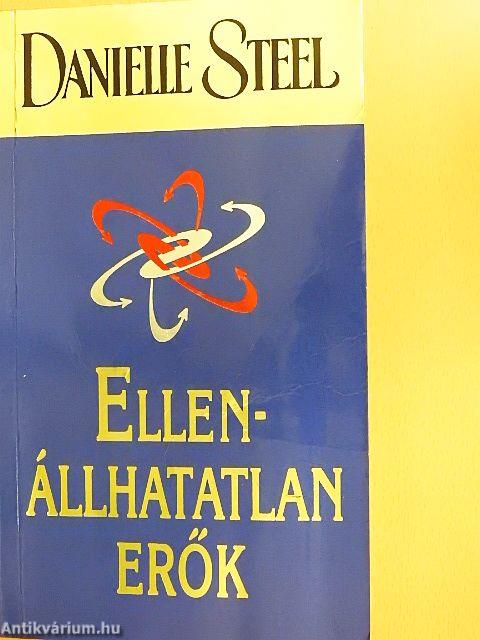 DANIELLE STEEL
ELLEN-
ÁLLHATATLAN
ERŐK
Antikvárium.hu